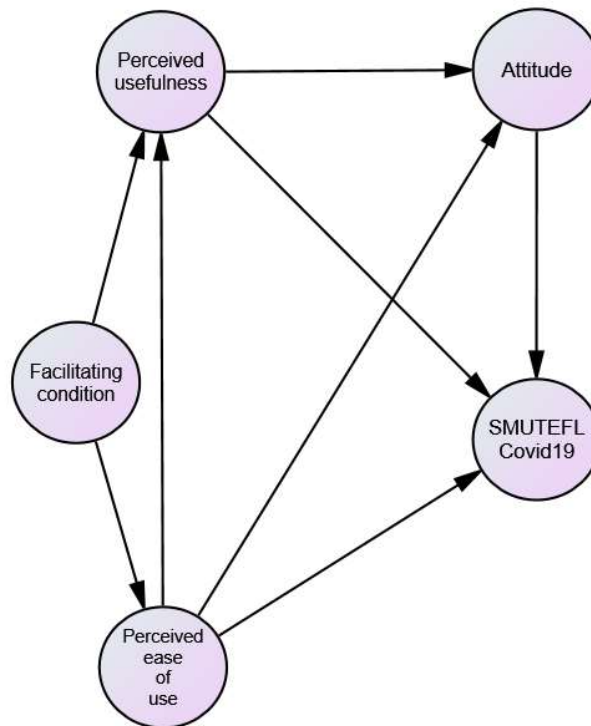 Perceived
usefulness
Attitude
Facilitating
condition
SMUTEFL
Covid19
Perceived
ease
of
use